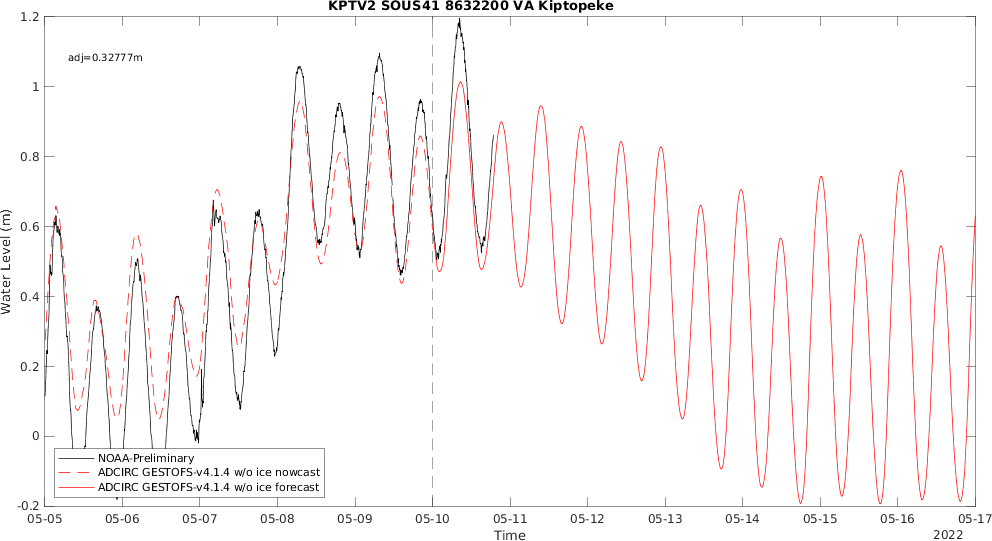 KPTV2 SOUS41 8632200 VA Kiptopeke
1.2
adj=0.32777m
1
0.8
0.6
Water Level (m)
0.4
0.2
0
NOAA-Preliminary
ADCIRC GESTOFS-v4.1.4 w/o ice nowcast
ADCIRC GESTOFS-v4.1.4 w/o ice forecast
-0.2
05-05 05-06 05-07 05-08 05-09 05-10 05-11 05-12 05-13 05-14 05-15 05-16 05-17
Time
2022